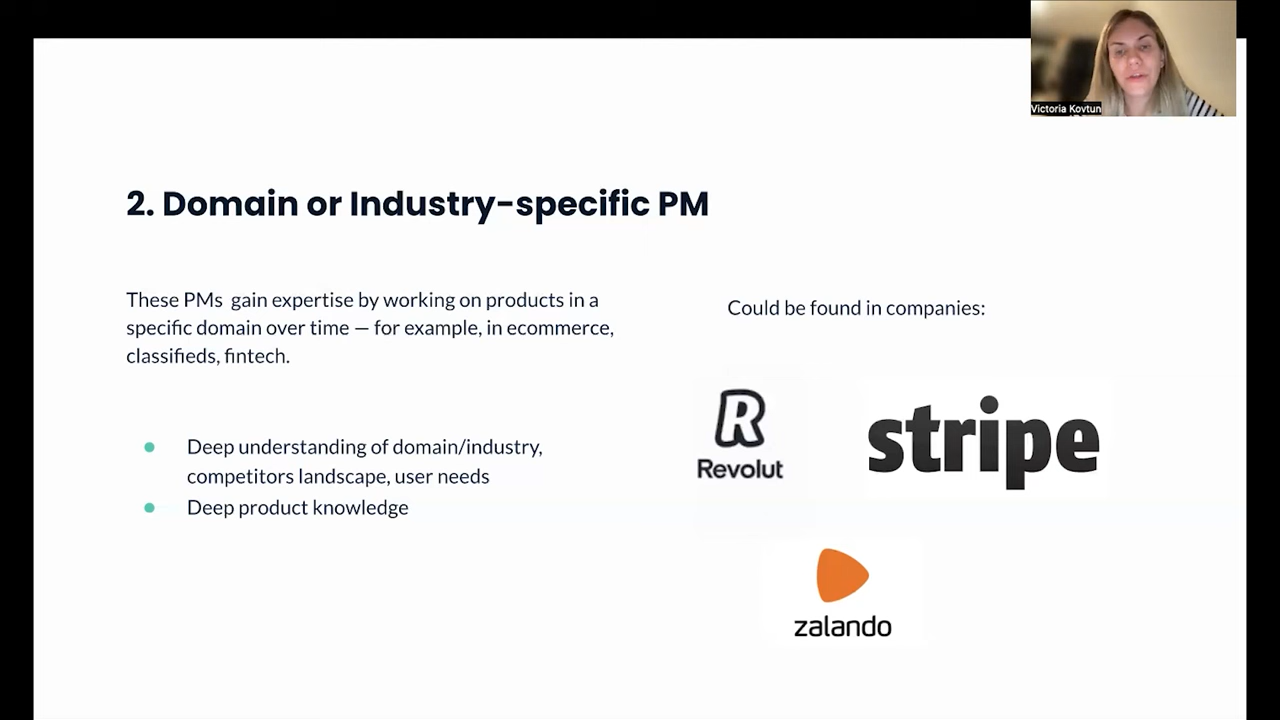 Victoria Kovtun
2. Domain or Industry-specific PM
These PMs gain expertise by working on products in a
specific domain over time — for example, in ecommerce,
classifieds, fintech.
Deep understanding of domain/industry,
competitors landscape, user needs
Deep product knowledge
Could be found in companies:
R
Revolut
stripe
zalando